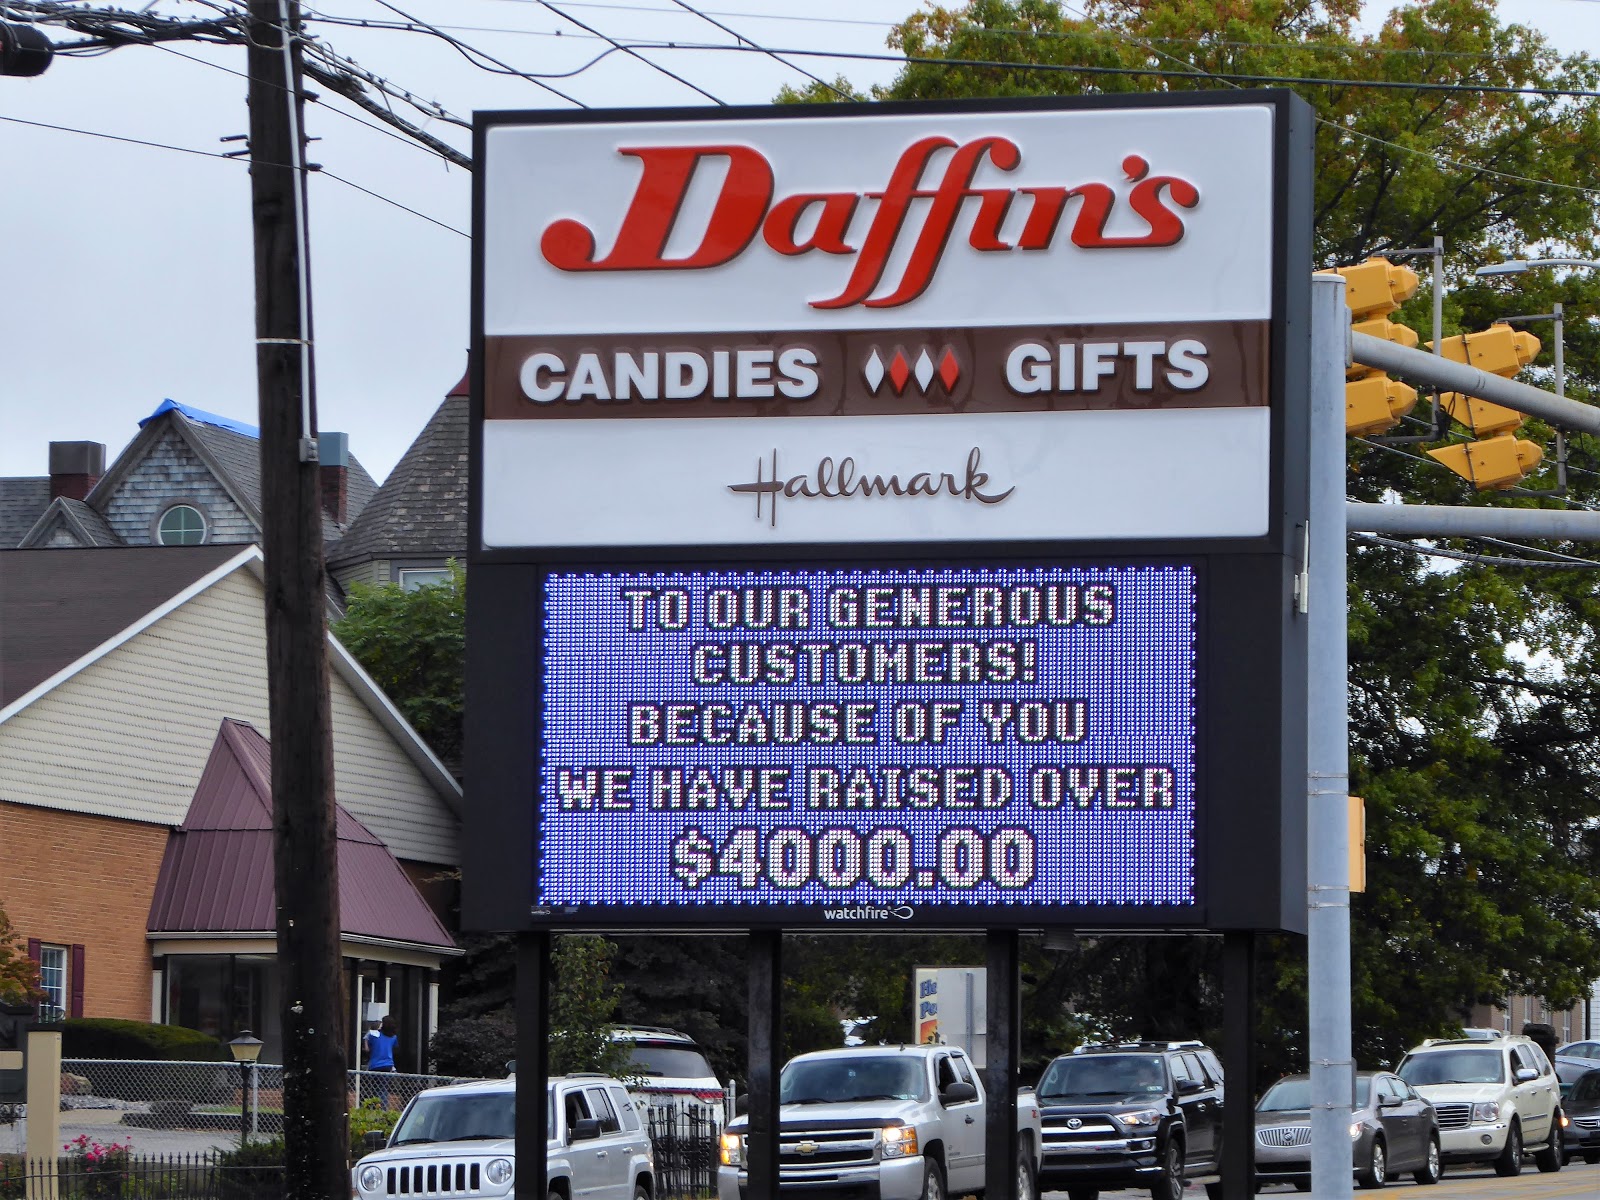 Daffin's
CANDIES GIFTS
Hallmark
TO OUR GENEROUS
CUSTOMERS!
BECAUSE OF YOU
WE HAVE RAISED OVER
$4000.00
watchfire